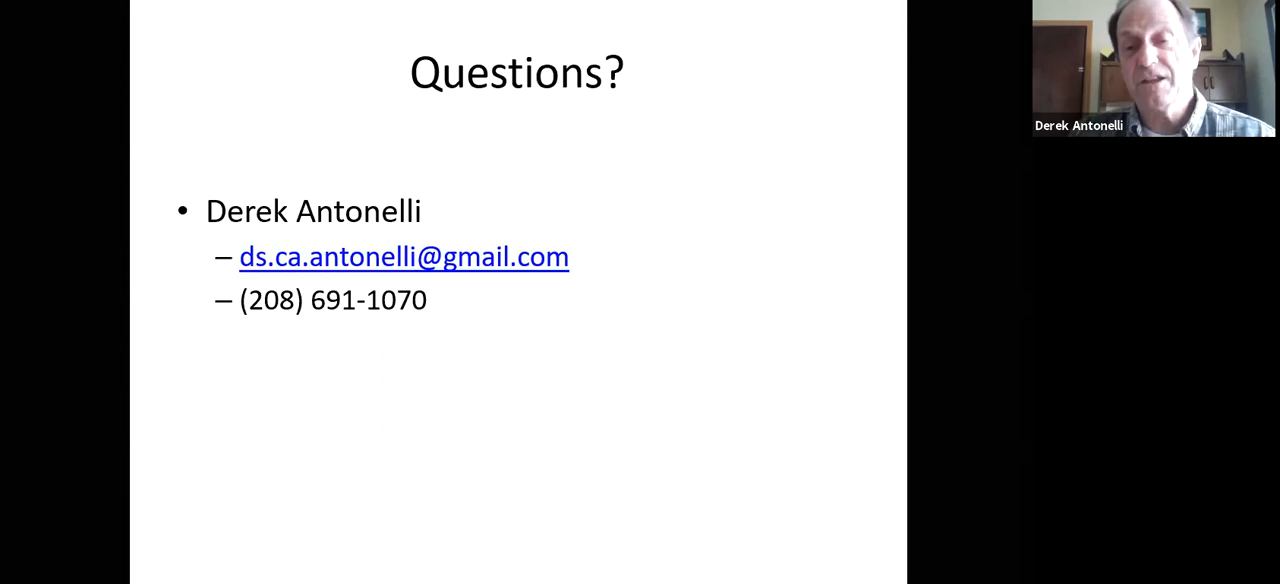 Questions?
• Derek Antonelli
– ds.ca.antonelli@gmail.com
– (208) 691-1070
Derek Antonelli